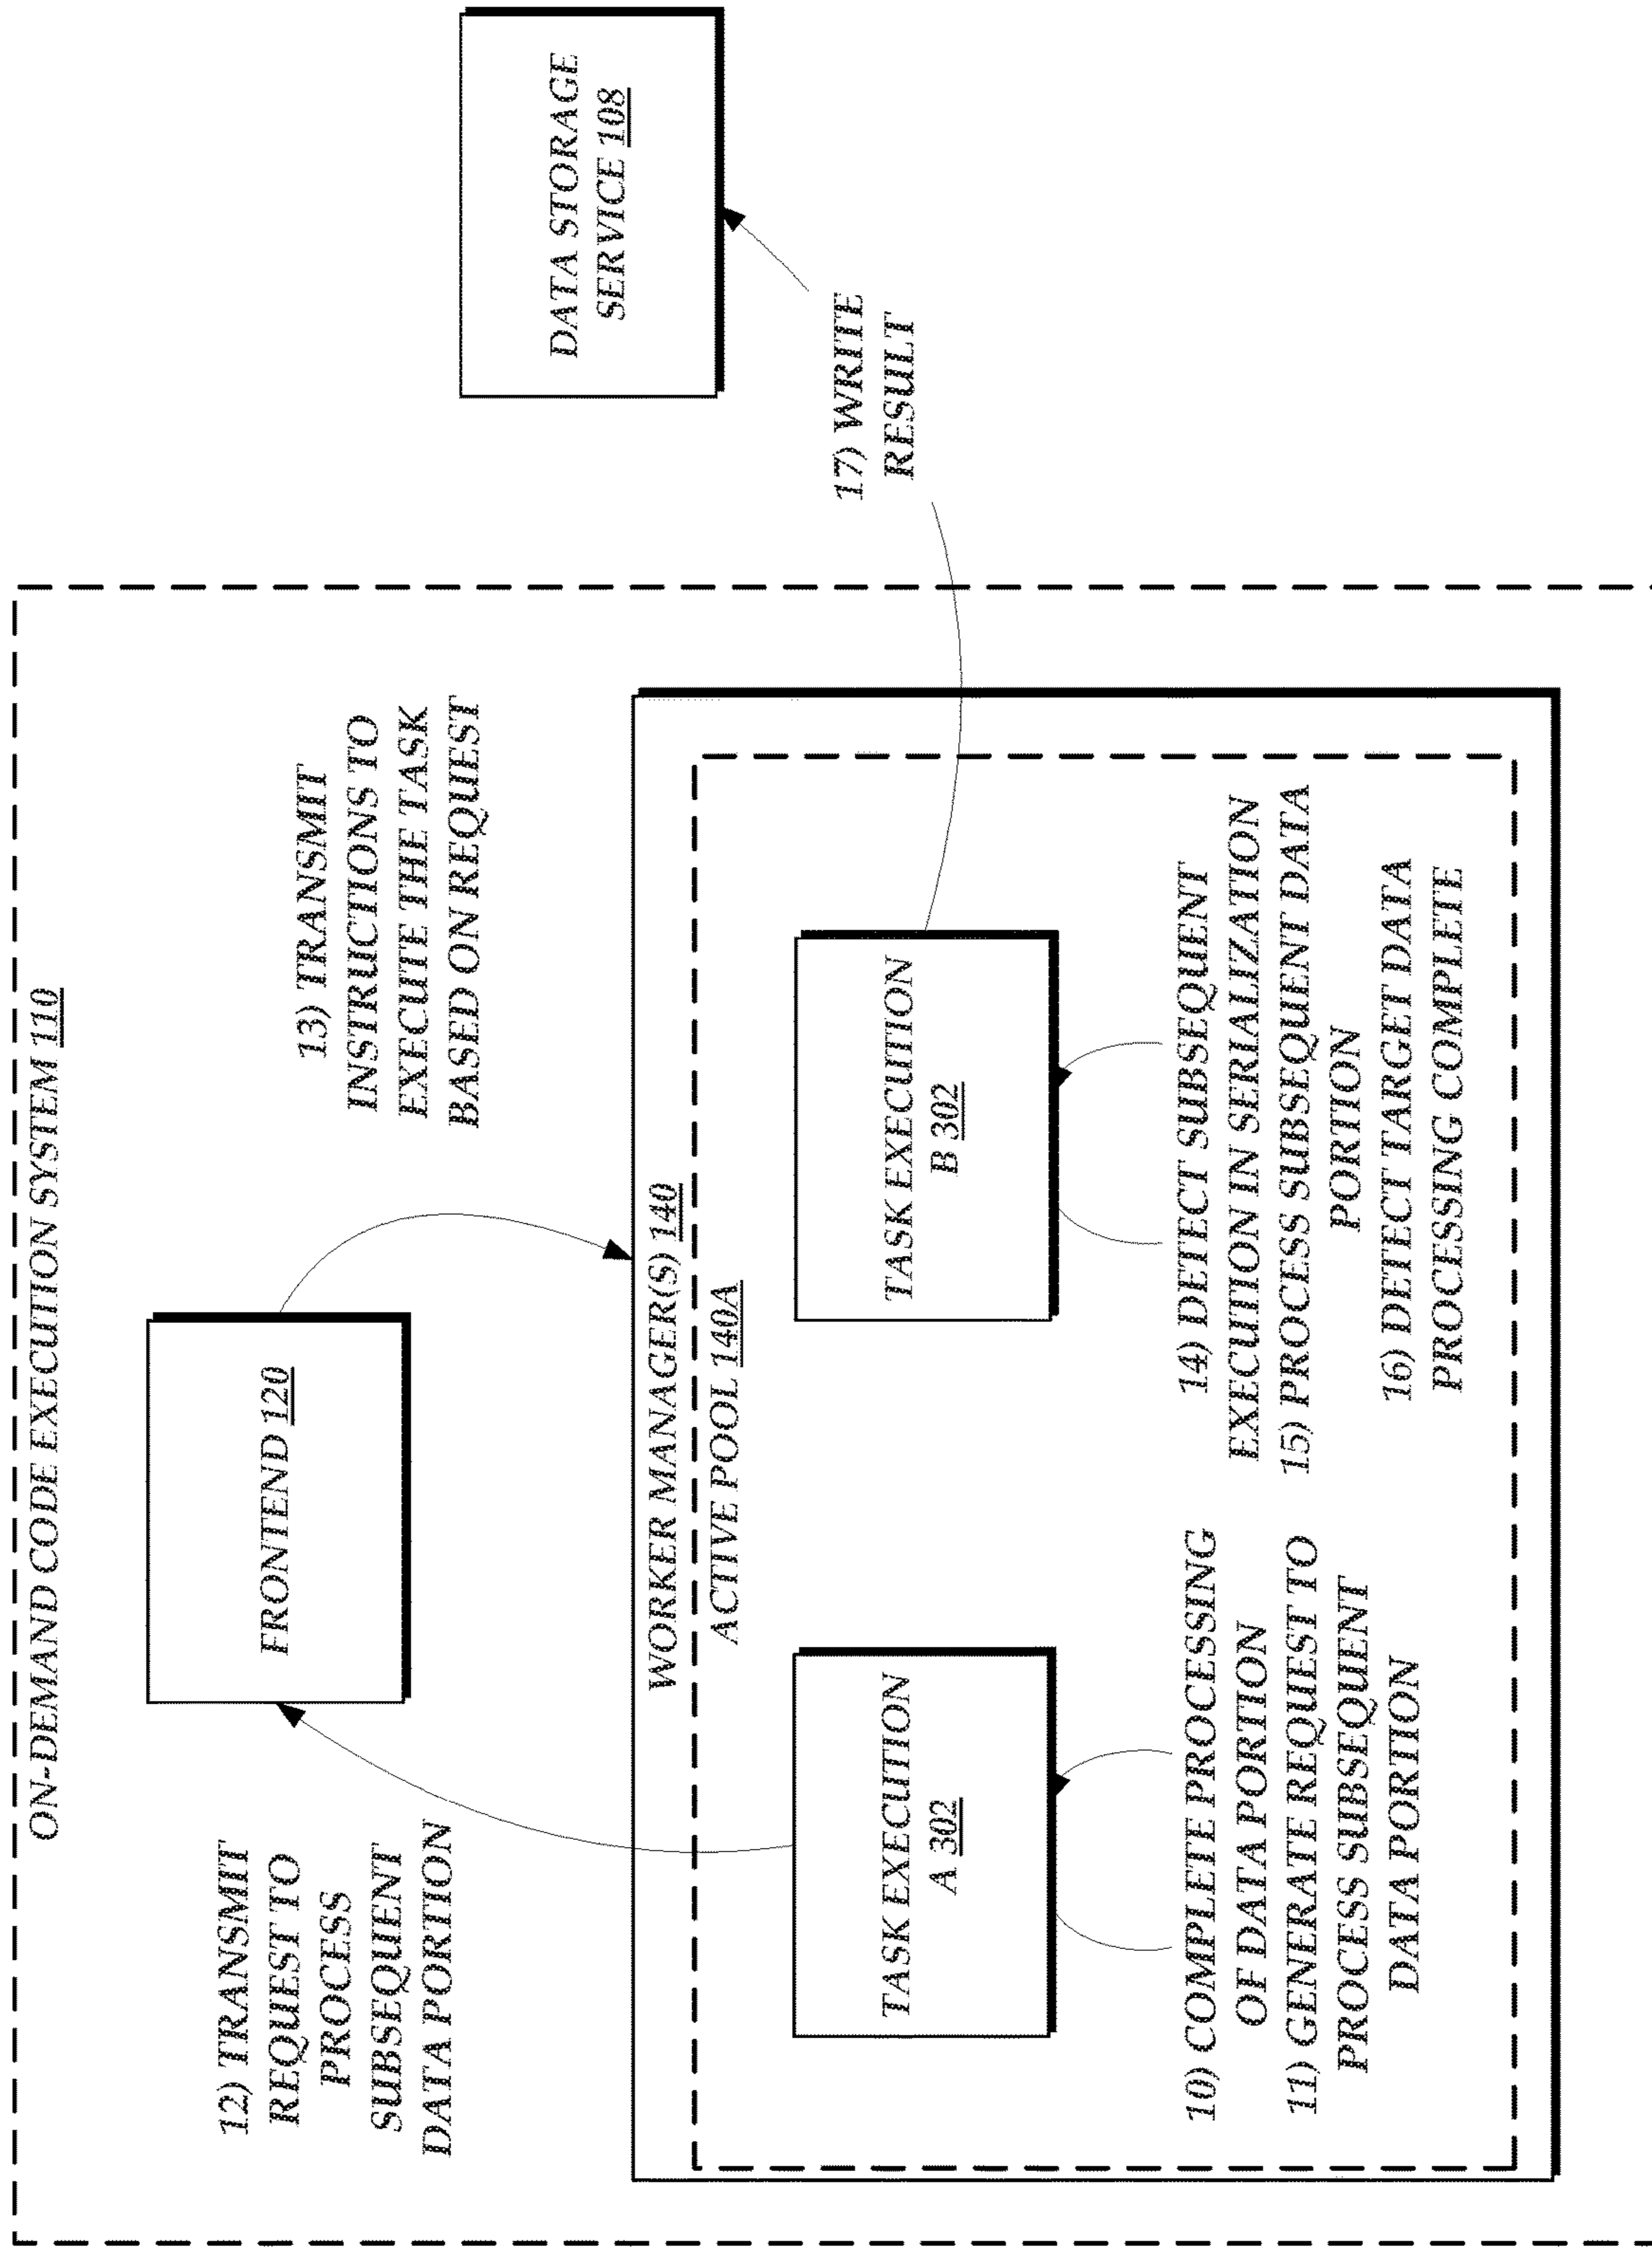 ON-DEMAND CODE EXECUTION SYSTEM 110
12) TRANSMIT
REQUEST TO
PROCESS
SUBSEQUENT
DATA PORTION
FRONTEND 120
13) TRANSMIT
INSTRUCTIONS TO
EXECUTE THE TASK
BASED ON REQUEST
DATA STORAGE
SERVICE 108
WORKER MANAGER(S) 140
ACTIVE POOL 140A
TASK EXECUTION
A 302
TASK EXECUTION
B 302
17) WRITE
RESULT
10) COMPLETE PROCESSING
OF DATA PORTION
11) GENERATE REQUEST TO
PROCESS SUBSEQUENT
DATA PORTION
14) DETECT SUBSEQUENT
EXECUTION IN SERIALIZATION
15) PROCESS SUBSEQUENT DATA
PORTION
16) DETECT TARGET DATA
PROCESSING COMPLETE